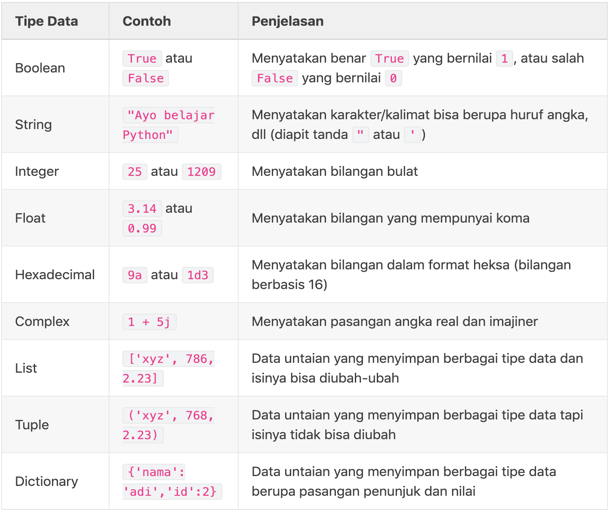 Tipe Data Contoh Penjelasan
Boolean
True atau
False
Menyatakan benar True yang bernilai 1 , atau salah
False yang bernilai 0
String
"Ayo belajar
Python"
Menyatakan karakter/kalimat bisa berupa huruf angka,
dll (diapit tanda " atau ' )
Integer
25 atau 1209
Menyatakan bilangan bulat
Float
3.14 atau
0.99
Menyatakan bilangan yang mempunyai koma
Hexadecimal
9a atau 1d3
Menyatakan bilangan dalam format heksa (bilangan
berbasis 16)
Complex
1 + 5j
Menyatakan pasangan angka real dan imajiner
List
['xyz', 786,
2.23]
Data untaian yang menyimpan berbagai tipe data dan
isinya bisa diubah-ubah
Tuple
('xyz', 768,
2.23)
Data untaian yang menyimpan berbagai tipe data tapi
isinya tidak bisa diubah
Dictionary
{'nama':
'adi','id':2}
Data untaian yang menyimpan berbagai tipe data
berupa pasangan penunjuk dan nilai